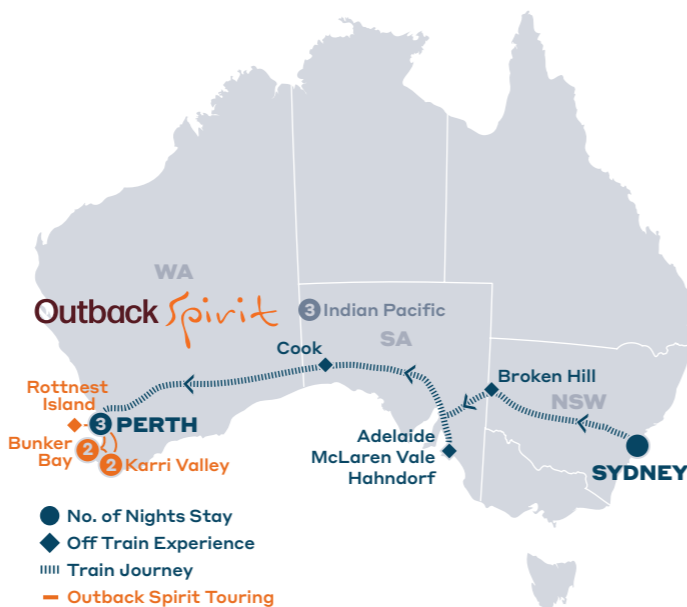 WA
Outback Spirit
3 Indian Pacific
SA
Cook
Broken Hill
NSW
Rottnest
Island
3 PERTH
Bunker
Bay
2
2 Karri Valley
Adelaide
McLaren Vale
Hahndorf
SYDNEY
No. of Nights Stay
Off Train Experience
Train Journey
Outback Spirit Touring